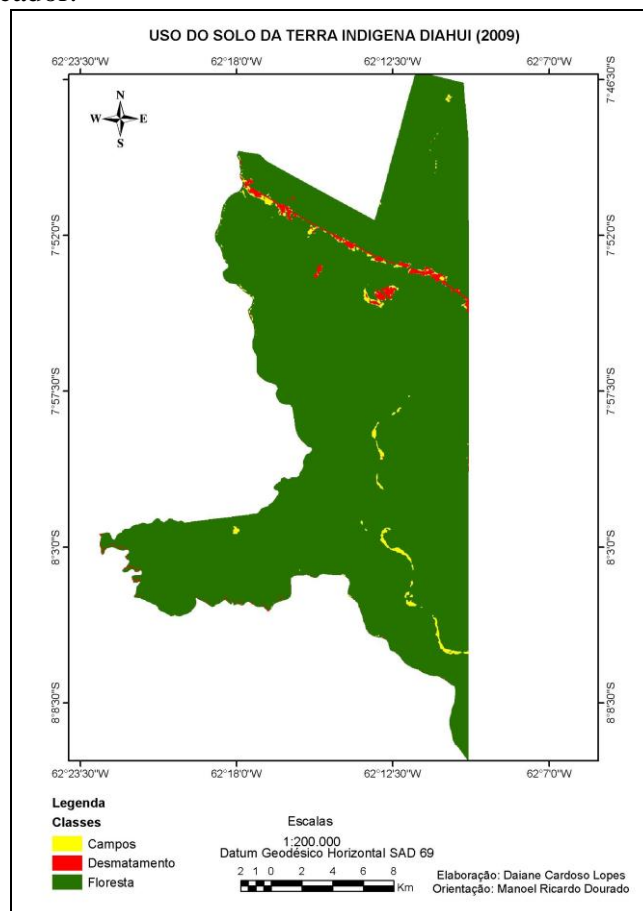 USO DO SOLO DA TERRA INDIGENA DIAHUI (2009)
62°23'30"W 62°18'0"W 62°12'30"W 62°7'0"W
N
W E
S
7°46'30"S 7°46'30"S
7°52'0"S 7°52'0"S
7°57'30"S 7°57'30"S
8°3'0"S 8°3'0"S
8°8'30"S 8°8'30"S
62°23'30"W 62°18'0"W 62°12'30"W 62°7'0"W
Legenda
Classes
Campos
Desmatamento
Floresta
Escalas
1:200.000
Datum Geodésico Horizontal SAD 69
2 1 0 2 4 6 8
Km
Elaboração: Daiane Cardoso Lopes
Orientação: Manoel Ricardo Dourado